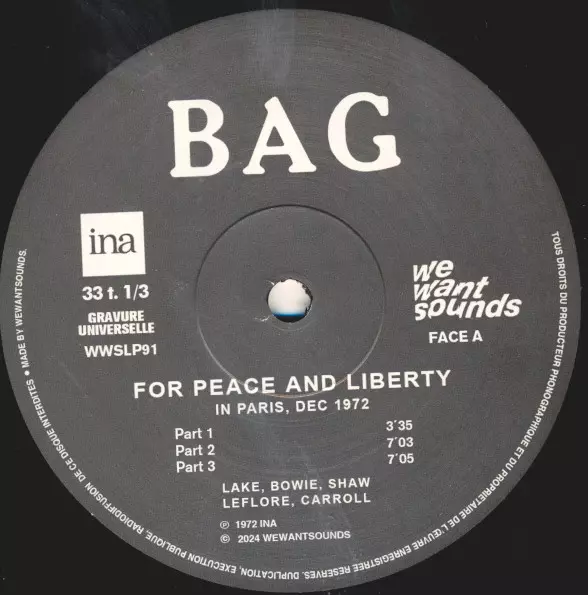 BAG
ina
33 t. 1/3
GRAVURE
UNIVERSELLE
WWSLP91
we
want
sounds
FACE A
FOR PEACE AND LIBERTY
IN PARIS, DEC 1972
Part 1 3´35
Part 2 7´03
Part 3 7´05
LAKE, BOWIE, SHAW
LEFLORE, CARROLL
℗ 1972 INA
© 2024 WEWANTSOUNDS
TOUS DROITS DU PRODUCTEUR PHONOGRAPHIQUE ET DU PROPRIETAIRE DE L'ŒUVRE ENREGISTREE RESERVES. DUPLICATION, EXECUTION PUBLIQUE, RADIODIFFUSION DE CE DISQUE INTERDITES • MADE BY WEWANTSOUNDS.